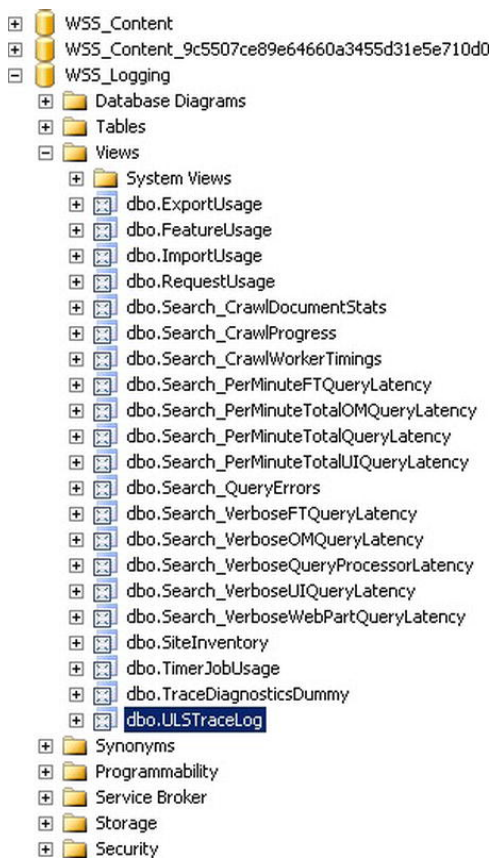 WSS_Content
WSS_Content_9c5507ce89e64660a3455d31e5e710d0
WSS_Logging
Database Diagrams
Tables
Views
System Views
dbo.ExportUsage
dbo.FeatureUsage
dbo.ImportUsage
dbo.RequestUsage
dbo.Search_CrawlDocumentStats
dbo.Search_CrawlProgress
dbo.Search_CrawlWorkerTimings
dbo.Search_PerMinuteFTQueryLatency
dbo.Search_PerMinuteTotalOMQueryLatency
dbo.Search_PerMinuteTotalQueryLatency
dbo.Search_PerMinuteTotalUIQueryLatency
dbo.Search_QueryErrors
dbo.Search_VerboseFTQueryLatency
dbo.Search_VerboseOMQueryLatency
dbo.Search_VerboseQueryProcessorLatency
dbo.Search_VerboseUIQueryLatency
dbo.Search_VerboseWebPartQueryLatency
dbo.SiteInventory
dbo.TimerJobUsage
dbo.TraceDiagnosticsDummy
dbo.ULSTraceLog
Synonyms
Programmability
Service Broker
Storage
Security